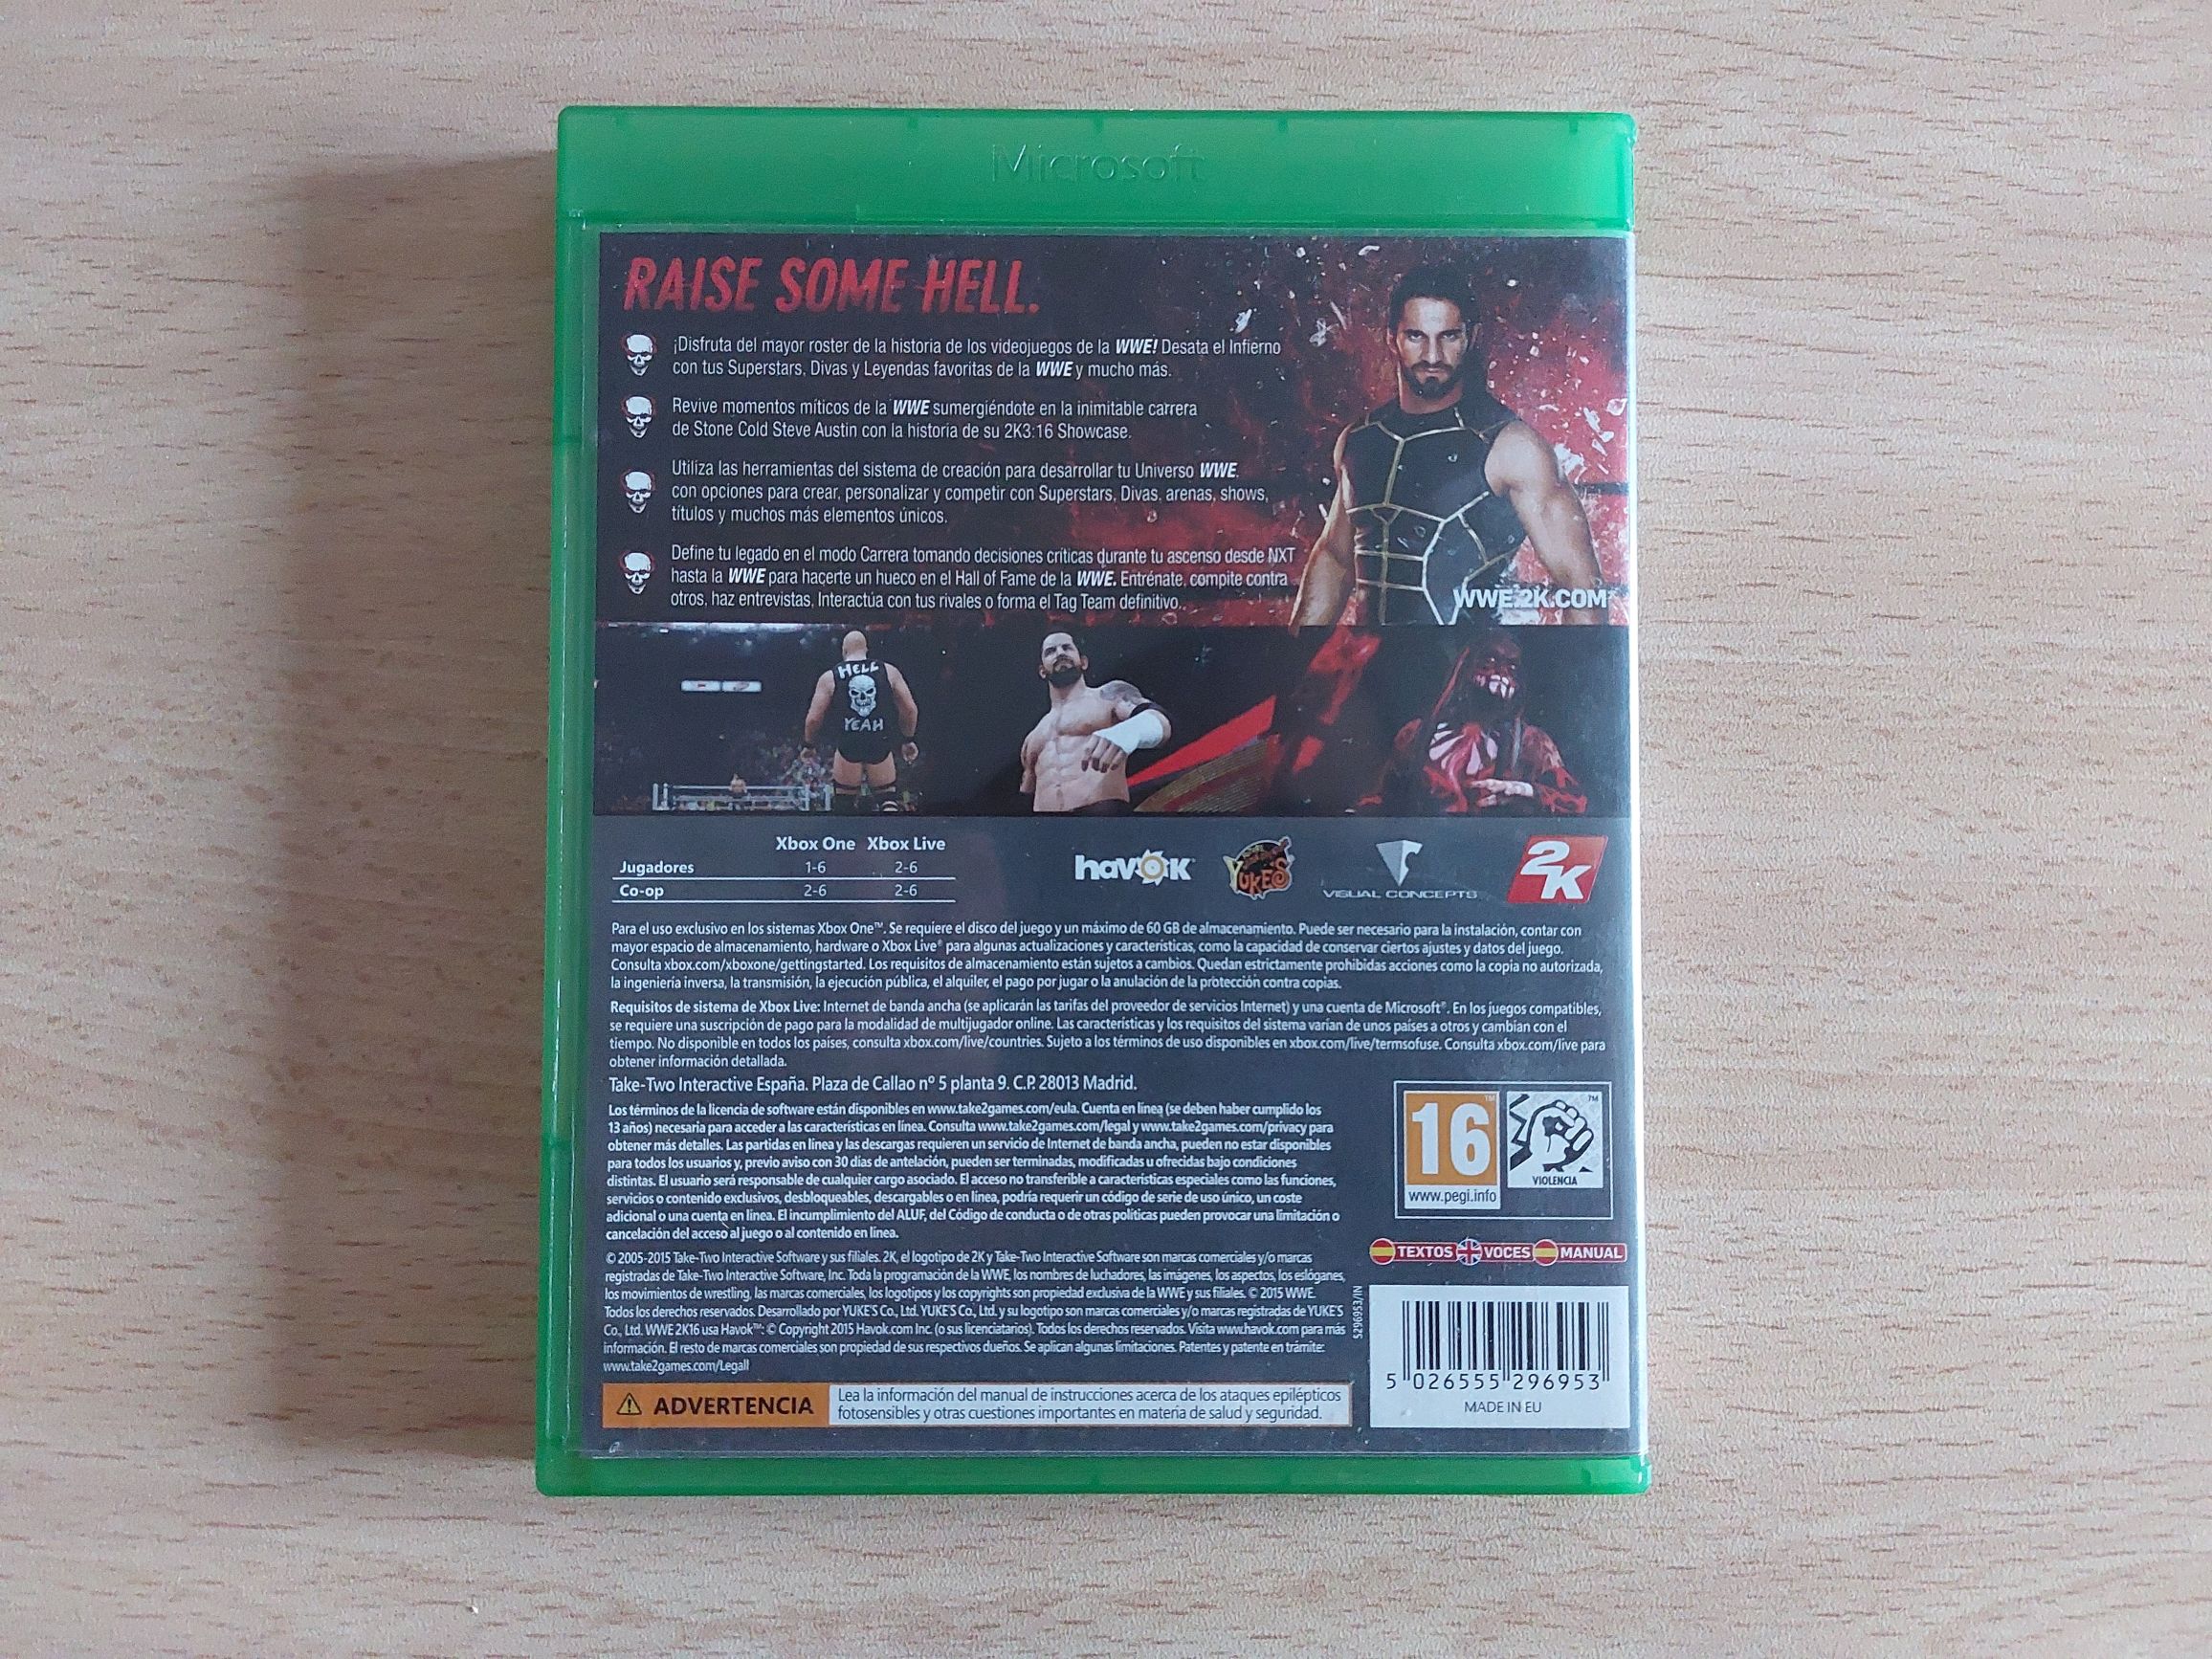 Microsoft
RAISE SOME HELL.
¡Disfruta del mayor roster de la historia de los videojuegos de la WWE! Desata el Infierno
con tus Superstars, Divas y Leyendas favoritas de la WWE y mucho más.
Revive momentos míticos de la WWE sumergiéndote en la inimitable carrera
de Stone Cold Steve Austin con la historia de su 2K3:16 Showcase.
Utiliza las herramientas del sistema de creación para desarrollar tu Universo WWE.
con opciones para crear, personalizar y competir con Superstars, Divas, arenas, shows,
títulos y muchos más elementos únicos.
Define tu legado en el modo Carrera tomando decisiones críticas durante tu ascenso desde NXT
hasta la WWE para hacerte un hueco en el Hall of Fame de la WWE. Entrénate, compite contra
otros, haz entrevistas, Interactúa con tus rivales o forma el Tag Team definitivo..
WWE.2K.COM
HELL
YEAH
Xbox One Xbox Live
Jugadores 1-6 2-6
Co-op 2-6 2-6
havok
YUKE'S
VISUAL CONCEPTS
2K
Para el uso exclusivo en los sistemas Xbox One™. Se requiere el disco del juego y un máximo de 60 GB de almacenamiento. Puede ser necesario para la instalación, contar con
mayor espacio de almacenamiento, hardware o Xbox Live® para algunas actualizaciones y características, como la capacidad de conservar ciertos ajustes y datos del juego.
Consulta xbox.com/xboxone/gettingstarted. Los requisitos de almacenamiento están sujetos a cambios. Quedan estrictamente prohibidas acciones como la copia no autorizada,
la ingeniería inversa, la transmisión, la ejecución pública, el alquiler, el pago por jugar o la anulación de la protección contra copias.
Requisitos de sistema de Xbox Live: Internet de banda ancha (se aplicarán las tarifas del proveedor de servicios Internet) y una cuenta de Microsoft®. En los juegos compatibles,
se requiere una suscripción de pago para la modalidad de multijugador online. Las características y los requisitos del sistema varían de unos países a otros y cambian con el
tiempo. No disponible en todos los países, consulta xbox.com/live/countries. Sujeto a los términos de uso disponibles en xbox.com/live/termsofuse. Consulta xbox.com/live para
obtener información detallada.
Take-Two Interactive España. Plaza de Callao nº 5 planta 9. C.P. 28013 Madrid.
Los términos de la licencia de software están disponibles en www.take2games.com/eula. Cuenta en línea (se deben haber cumplido los
13 años) necesaria para acceder a las características en línea. Consulta www.take2games.com/legal y www.take2games.com/privacy para
obtener más detalles. Las partidas en línea y las descargas requieren un servicio de Internet de banda ancha, pueden no estar disponibles
para todos los usuarios y, previo aviso con 30 días de antelación, pueden ser terminadas, modificadas u ofrecidas bajo condiciones
distintas. El usuario será responsable de cualquier cargo asociado. El acceso no transferible a características especiales como las funciones,
servicios o contenido exclusivos, desbloqueables, descargables o en línea, podría requerir un código de serie de uso único, un coste
adicional o una cuenta en línea. El incumplimiento del ALUF, del Código de conducta o de otras políticas pueden provocar una limitación o
cancelación del acceso al juego o al contenido en línea.
© 2005-2015 Take-Two Interactive Software y sus filiales. 2K, el logotipo de 2K y Take-Two Interactive Software son marcas comerciales y/o marcas
registradas de Take-Two Interactive Software, Inc. Toda la programación de la WWE, los nombres de luchadores, las imágenes, los aspectos, los eslóganes,
los movimientos de wrestling, las marcas comerciales, los logotipos y los copyrights son propiedad exclusiva de la WWE y sus filiales. © 2015 WWE.
Todos los derechos reservados. Desarrollado por YUKE'S Co., Ltd. YUKE'S Co., Ltd. y su logotipo son marcas comerciales y/o marcas registradas de YUKE'S
Co., Ltd. WWE 2K16 usa Havok™: © Copyright 2015 Havok.com Inc. (o sus licenciatarios). Todos los derechos reservados. Visita www.havok.com para más
información. El resto de marcas comerciales son propiedad de sus respectivos dueños. Se aplican algunas limitaciones. Patentes y patente en trámite:
www.take2games.com/Legall
16
www.pegi.info
VIOLENCIA
TEXTOS VOCES MANUAL
5296953/IN
5 026555 296953
MADE IN EU
ADVERTENCIA
Lea la información del manual de instrucciones acerca de los ataques epilépticos
fotosensibles y otras cuestiones importantes en materia de salud y seguridad.